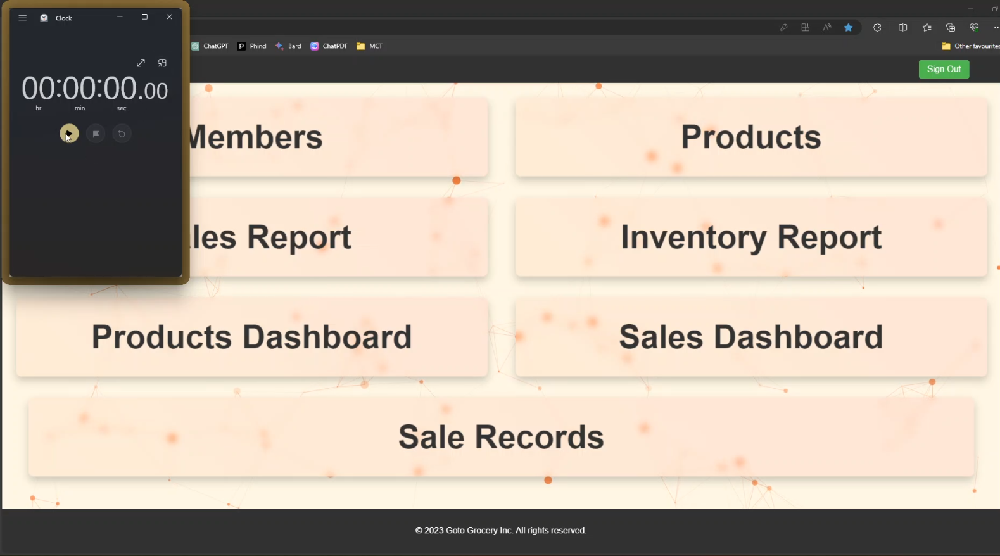 Clock
00:00:00.00
hr min sec
ChatGPT Phind Bard ChatPDF MCT
Other favourites
Sign Out
Members
Products
les Report
Inventory Report
Products Dashboard
Sales Dashboard
Sale Records
© 2023 Goto Grocery Inc. All rights reserved.